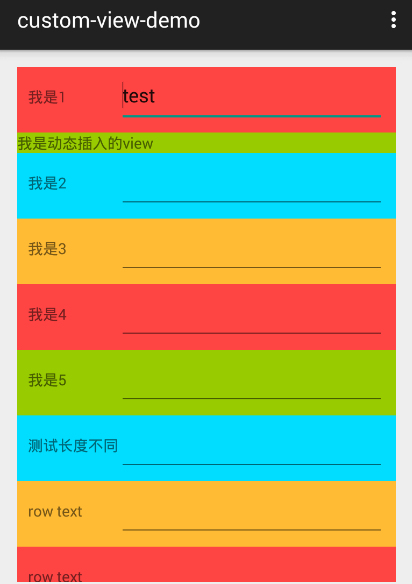 custom-view-demo
我是1 test
我是动态插入的view
我是2
我是3
我是4
我是5
测试长度不同
row text
row text